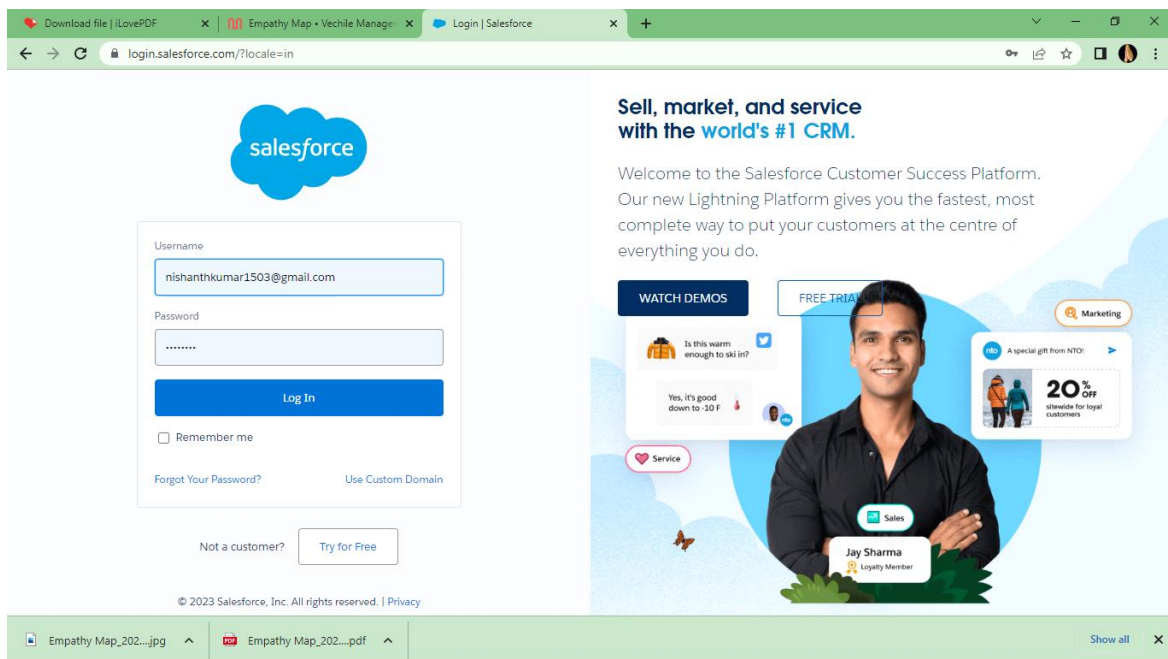 Download file | iLovePDF
Empathy Map • Vechile Manager
Login | Salesforce
login.salesforce.com/?locale=in
salesforce
Username
nishanthkumar1503@gmail.com
Password
........
Log In
Remember me
Forgot Your Password?
Use Custom Domain
Not a customer?
Try for Free
© 2023 Salesforce, Inc. All rights reserved. | Privacy
Sell, market, and service
with the world's #1 CRM.
Welcome to the Salesforce Customer Success Platform.
Our new Lightning Platform gives you the fastest, most
complete way to put your customers at the centre of
everything you do.
WATCH DEMOS
FREE TRIAL
Marketing
Is this warm
enough to ski in?
Yes, it's good
down to -10 F
nto
Service
nto
A special gift from NTO:
20% OFF
sitewide for loyal
customers
Sales
Jay Sharma
Loyalty Member
Empathy Map_202....jpg
Empathy Map_202....pdf
Show all